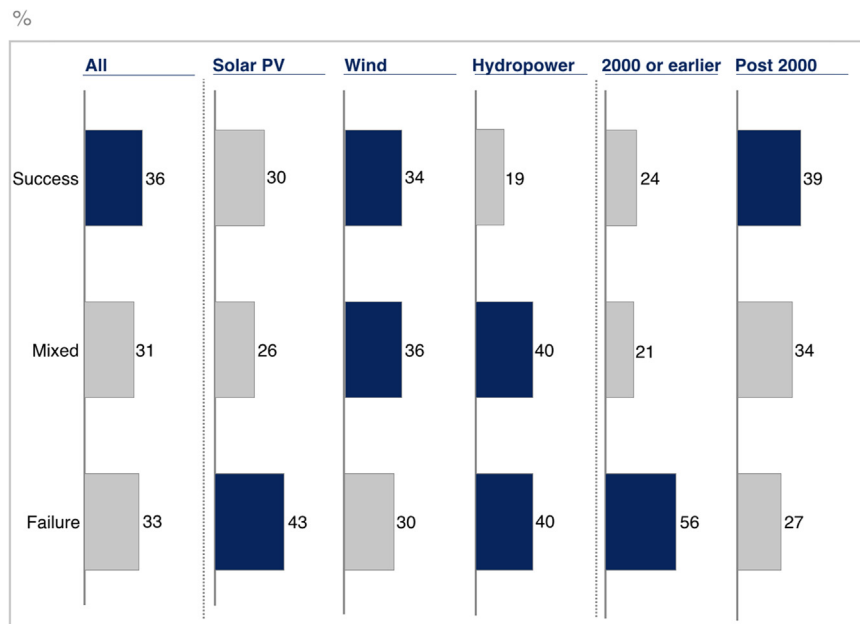 %
All Solar PV Wind Hydropower 2000 or earlier Post 2000
Success 36 30 34 19 24 39
Mixed 31 26 36 40 21 34
Failure 33 43 30 40 56 27